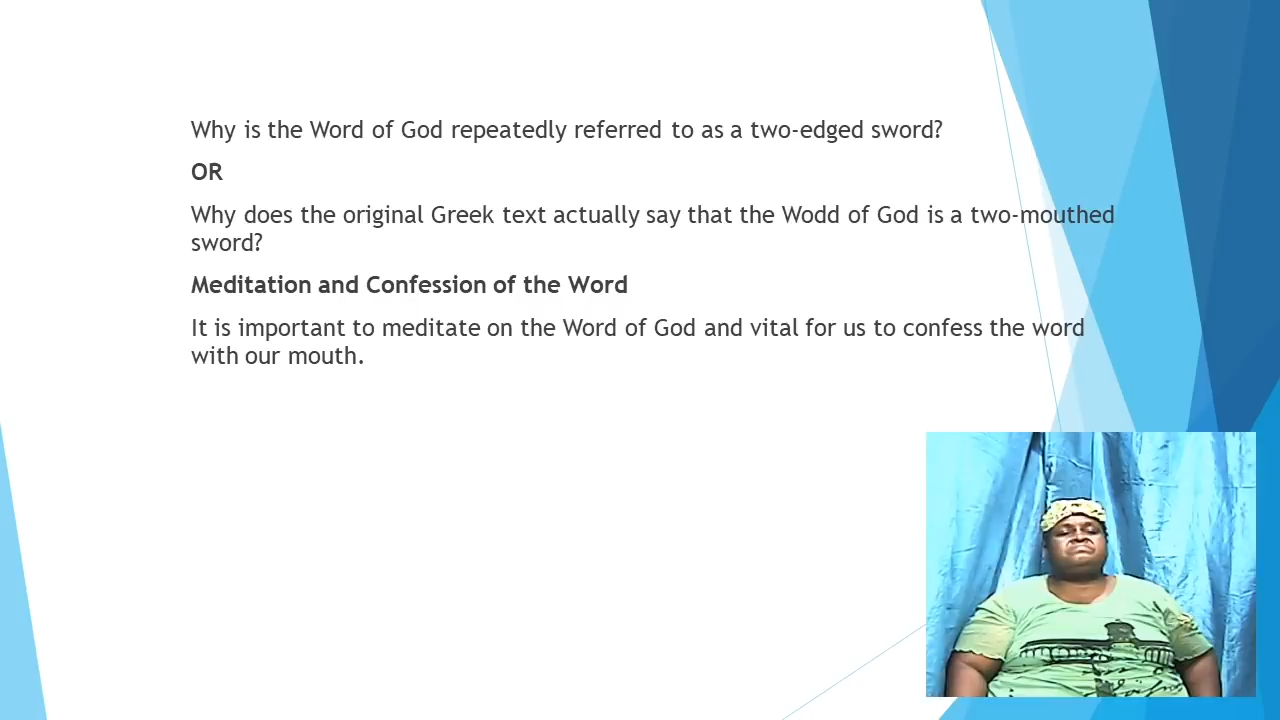 Why is the Word of God repeatedly referred to as a two-edged sword?
OR
Why does the original Greek text actually say that the Wodd of God is a two-mouthed
sword?
Meditation and Confession of the Word
It is important to meditate on the Word of God and vital for us to confess the word
with our mouth.